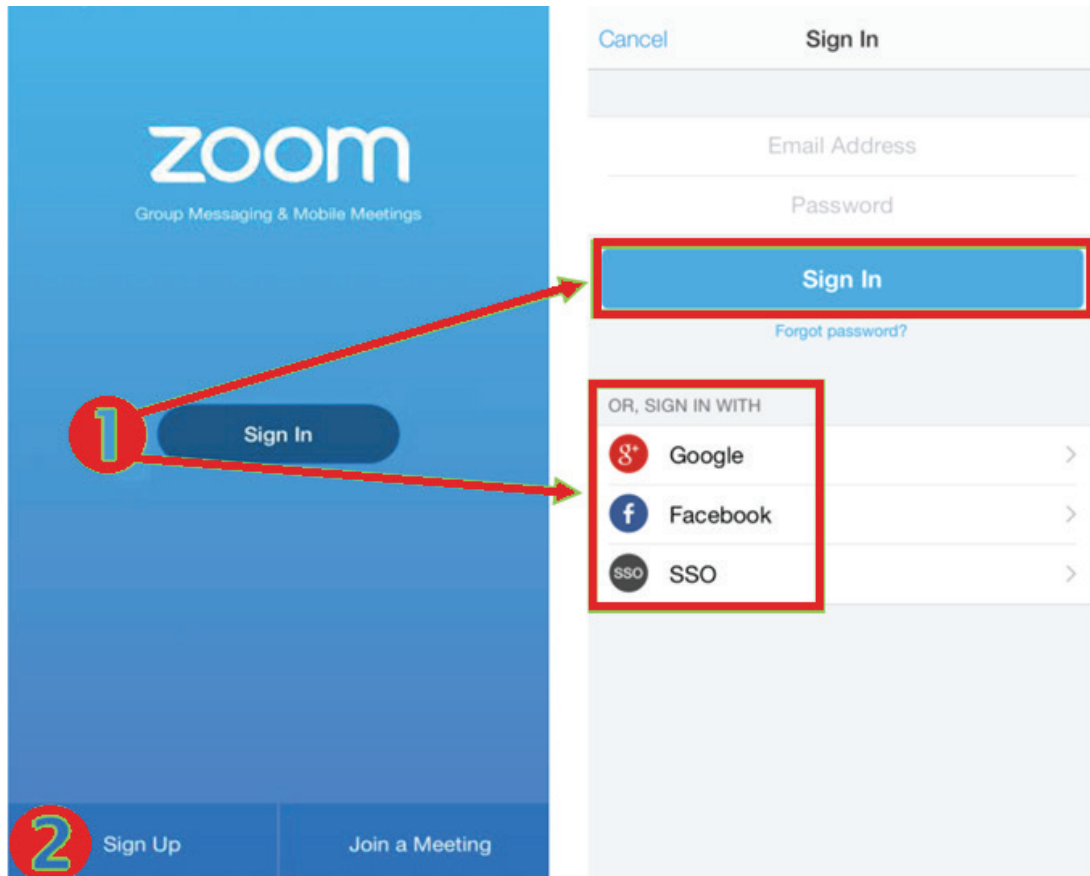 zoom
Group Messaging & Mobile Meetings
1
Sign In
2
Sign Up
Join a Meeting
Cancel
Sign In
Email Address
Password
Sign In
Forgot password?
OR, SIGN IN WITH
g+ Google
f Facebook
SSO SSO